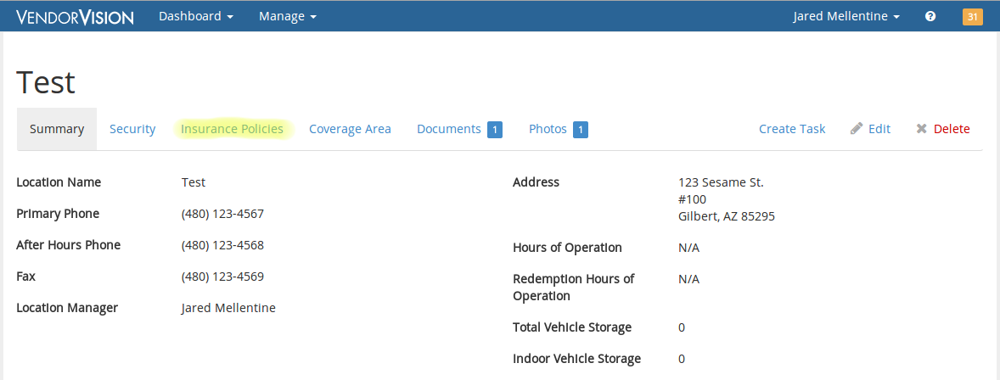 VENDORVISION Dashboard Manage Jared Mellentine ? 31
Test
Summary Security Insurance Policies Coverage Area Documents 1 Photos 1 Create Task Edit Delete
Location Name Test
Primary Phone (480) 123-4567
After Hours Phone (480) 123-4568
Fax (480) 123-4569
Location Manager Jared Mellentine
Address 123 Sesame St.
#100
Gilbert, AZ 85295
Hours of Operation N/A
Redemption Hours of N/A
Operation
Total Vehicle Storage 0
Indoor Vehicle Storage 0